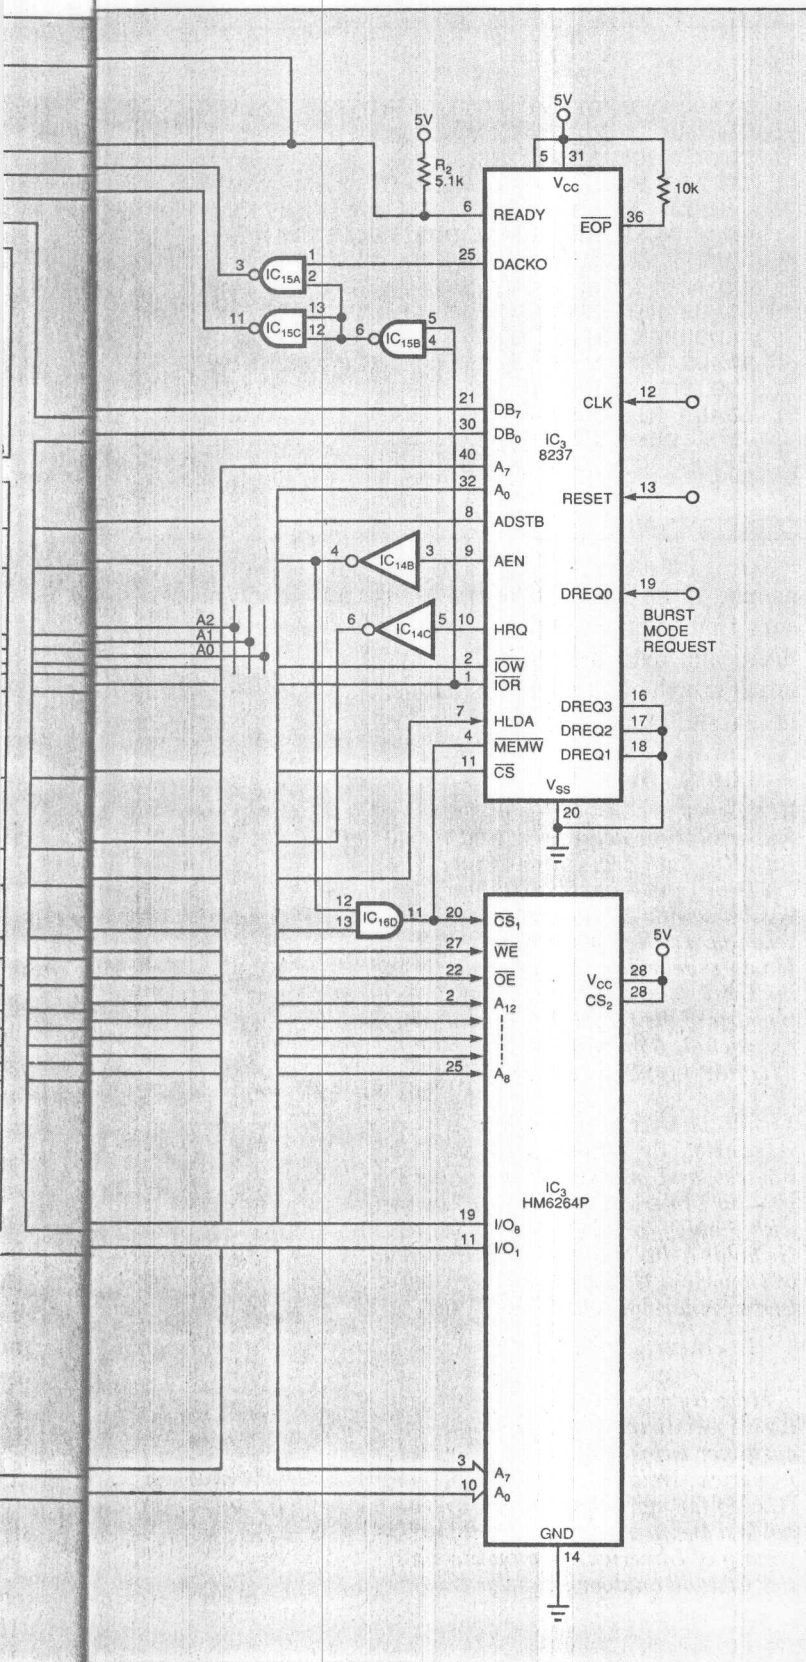 5V
5V
R2
5.1k
5 31
VCC
10k
6 READY
36
EOP
25 DACKO
3 IC15A 1
2
11 IC15C 13
12 6 IC15B 5
4
21 DB7
30 DB0
CLK 12
IC3
8237
40 A7
32 A0
RESET 13
8 ADSTB
4 IC14B 3 9 AEN
DREQ0 19
BURST
MODE
REQUEST
6 IC14C 5 10 HRQ
A2
A1
A0
2 IOW
1 IOR
DREQ3 16
7 HLDA
DREQ2 17
4 MEMW
DREQ1 18
11 CS
VSS
20
12
13 IC16D 11 20 CS1
27 WE
5V
22 OE
VCC 28
2 A12
CS2 28
25 A8
IC3
HM6264P
19 I/O8
11 I/O1
3 A7
10 A0
GND
14